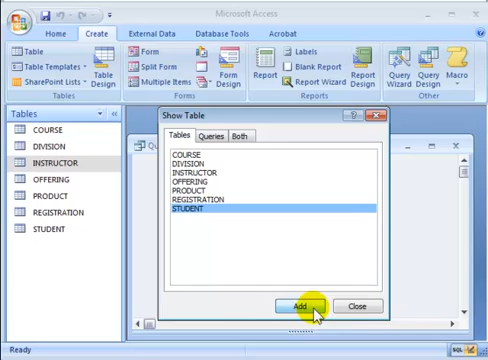 Microsoft Access
Home Create External Data Database Tools Acrobat
Table
Table Templates
SharePoint Lists
Table Design
Tables
Form
Split Form
Multiple Items
Form Design
Forms
Report
Labels
Blank Report
Report Wizard
Report Design
Reports
Query Wizard
Query Design
Macro
Other
Tables
COURSE
DIVISION
INSTRUCTOR
OFFERING
PRODUCT
REGISTRATION
STUDENT
Show Table
Tables Queries Both
COURSE
DIVISION
INSTRUCTOR
OFFERING
PRODUCT
REGISTRATION
STUDENT
Add Close
Ready
SQL